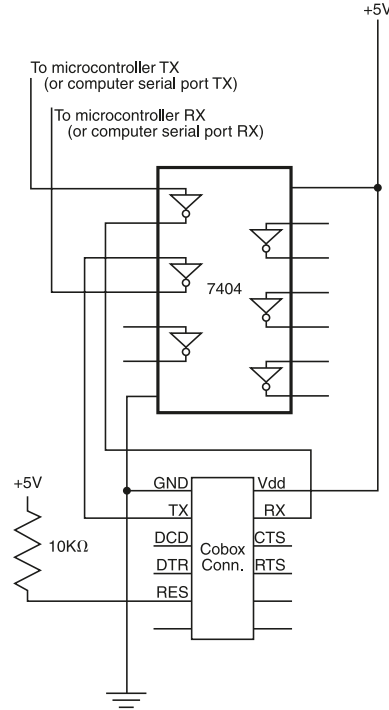 +5V
To microcontroller TX
(or computer serial port TX)
To microcontroller RX
(or computer serial port RX)
7404
+5V
10KΩ
GND
TX
DCD
DTR
RES
Cobox
Conn.
Vdd
RX
CTS
RTS